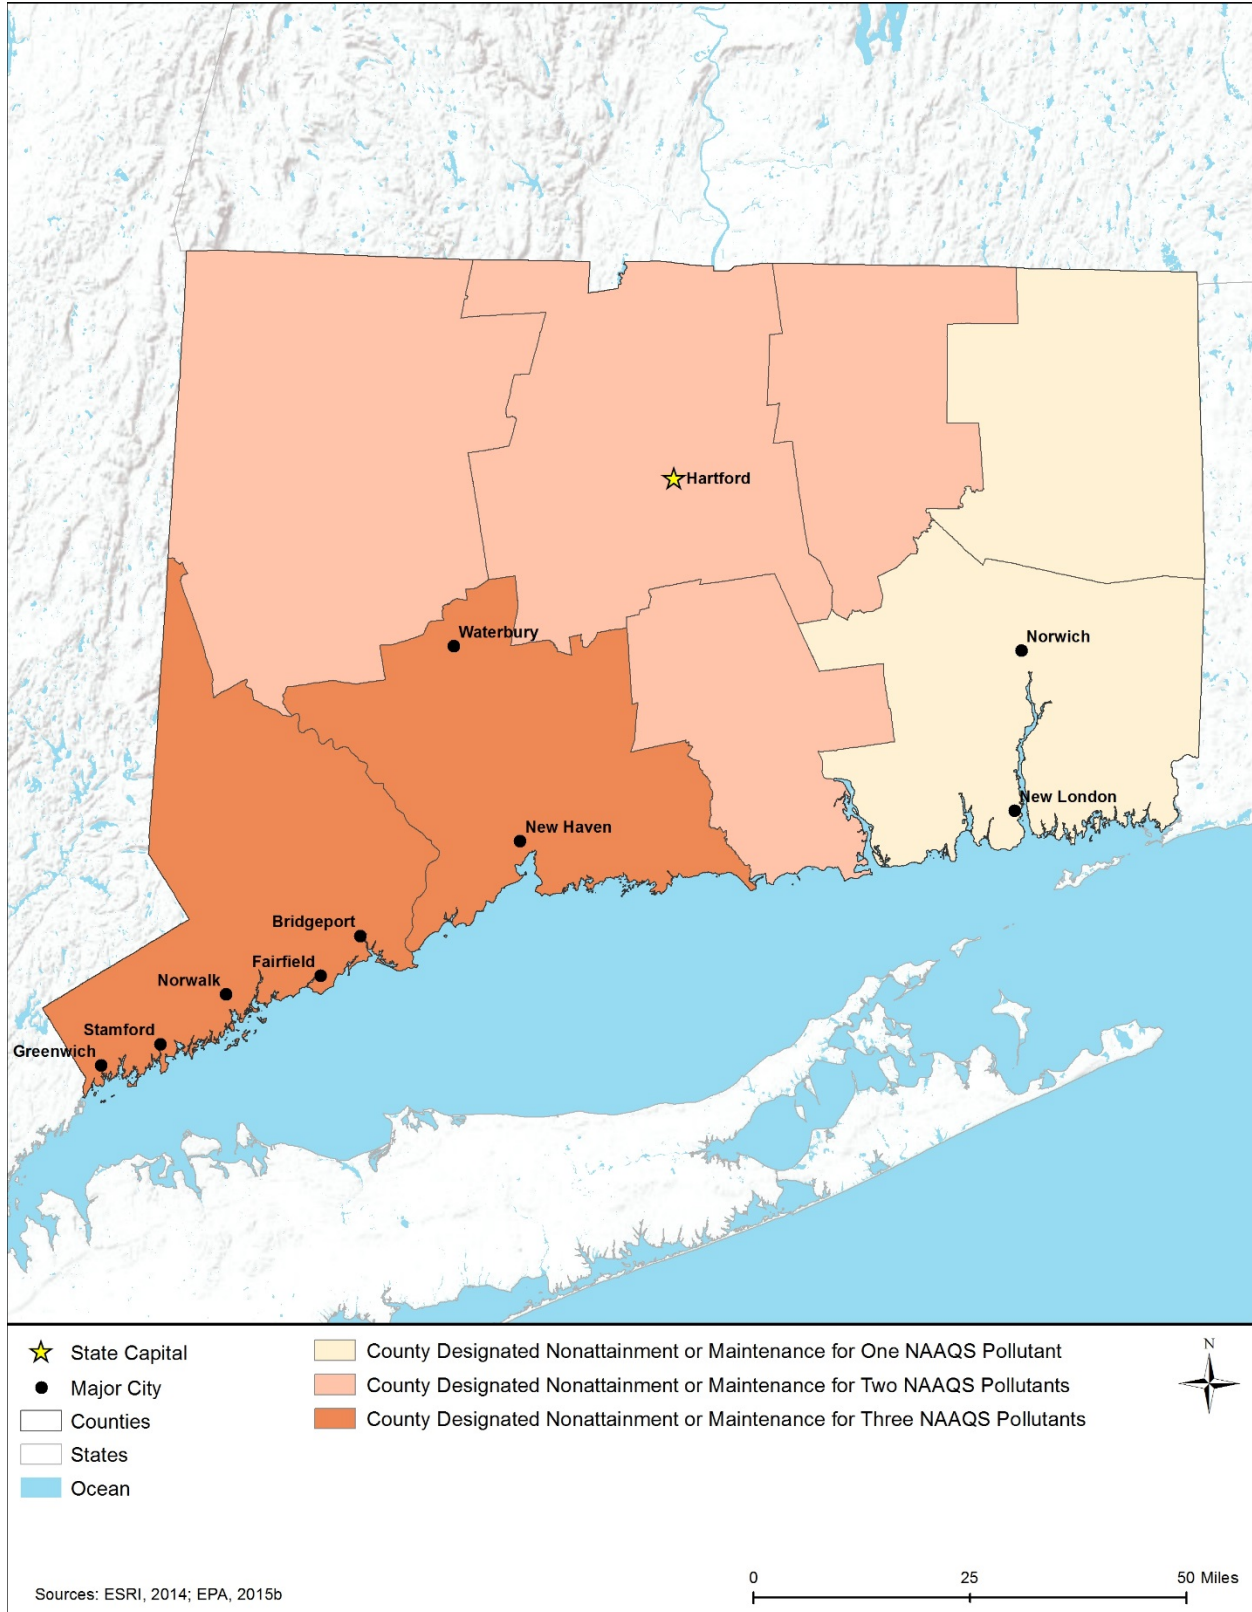 Hartford
Waterbury
Norwich
New London
New Haven
Bridgeport
Fairfield
Norwalk
Stamford
Greenwich
State Capital
Major City
Counties
States
Ocean
County Designated Nonattainment or Maintenance for One NAAQS Pollutant
County Designated Nonattainment or Maintenance for Two NAAQS Pollutants
County Designated Nonattainment or Maintenance for Three NAAQS Pollutants
N
Sources: ESRI, 2014; EPA, 2015b
0 25 50 Miles